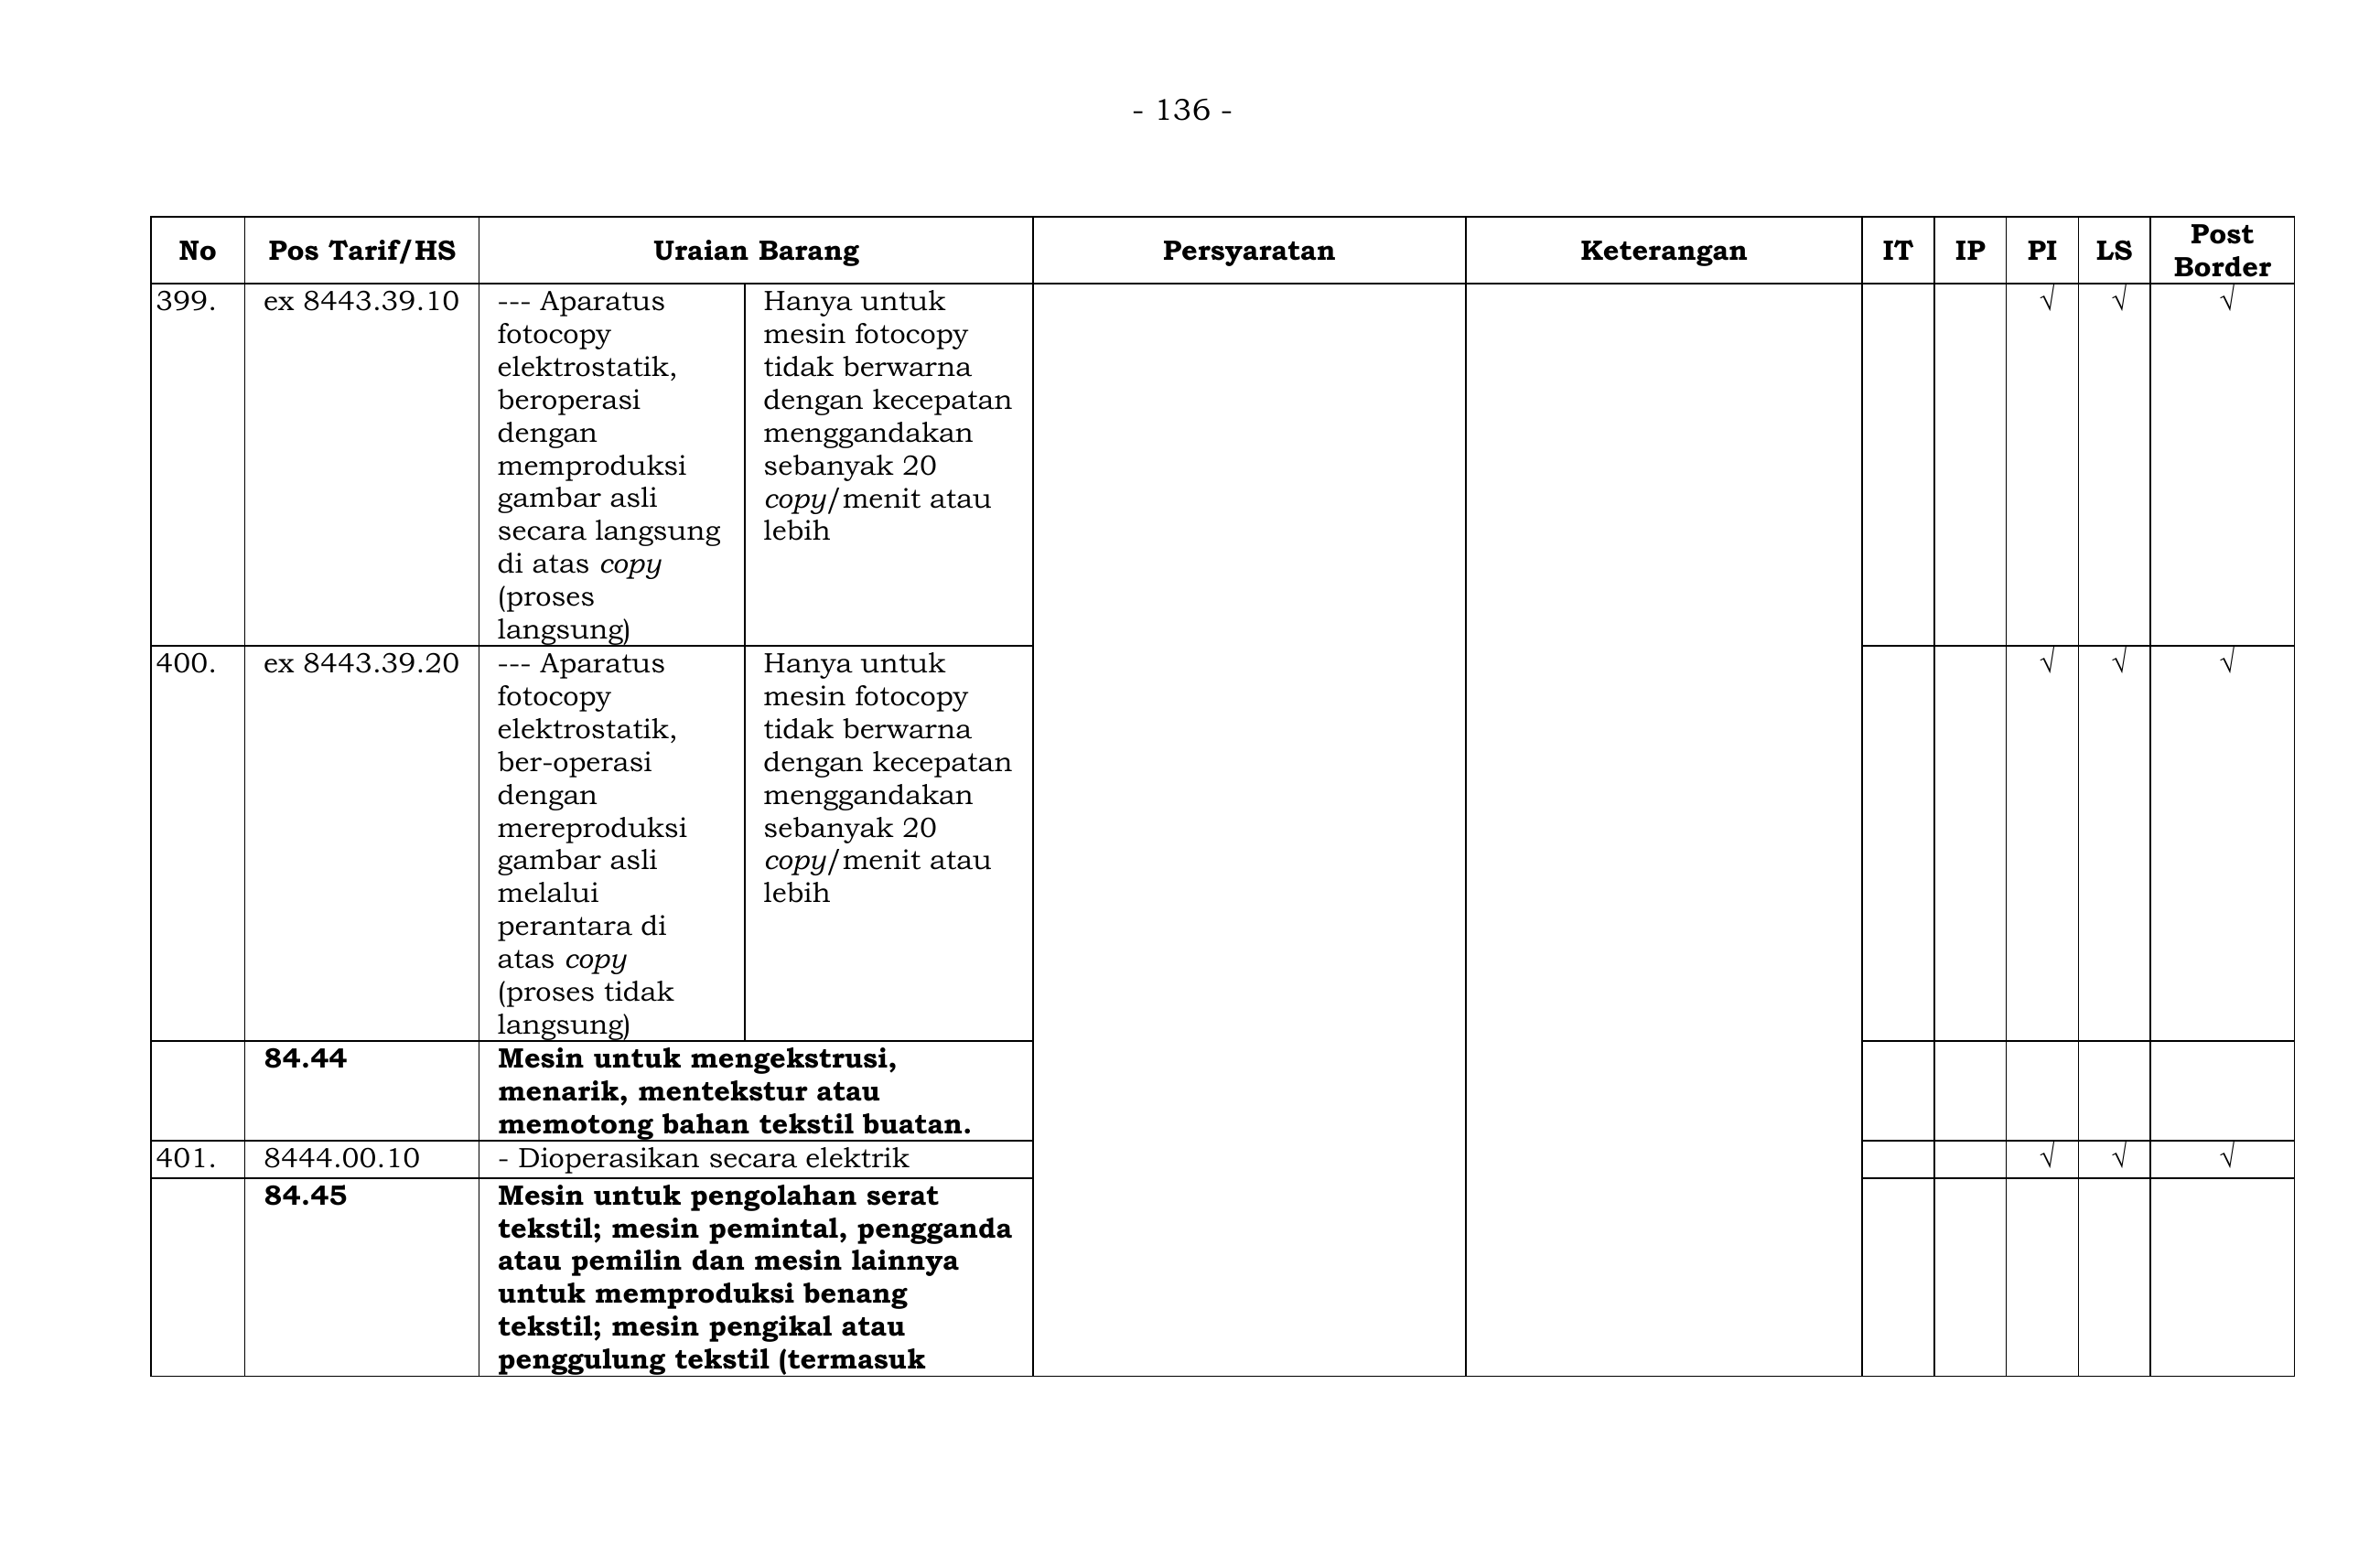 - 136 -
No Pos Tarif/HS Uraian Barang Persyaratan Keterangan IT IP PI LS Post
Border
399. ex 8443.39.10 --- Aparatus Hanya untuk √ √ √
fotocopy mesin fotocopy
elektrostatik, tidak berwarna
beroperasi dengan kecepatan
dengan menggandakan
memproduksi sebanyak 20
gambar asli copy/menit atau
secara langsung lebih
di atas copy
(proses
langsung)
400. ex 8443.39.20 --- Aparatus Hanya untuk √ √ √
fotocopy mesin fotocopy
elektrostatik, tidak berwarna
ber-operasi dengan kecepatan
dengan menggandakan
mereproduksi sebanyak 20
gambar asli copy/menit atau
melalui lebih
perantara di
atas copy
(proses tidak
langsung)
84.44 Mesin untuk mengekstrusi,
menarik, mentekstur atau
memotong bahan tekstil buatan.
401. 8444.00.10 - Dioperasikan secara elektrik √ √ √
84.45 Mesin untuk pengolahan serat
tekstil; mesin pemintal, pengganda
atau pemilin dan mesin lainnya
untuk memproduksi benang
tekstil; mesin pengikal atau
penggulung tekstil (termasuk